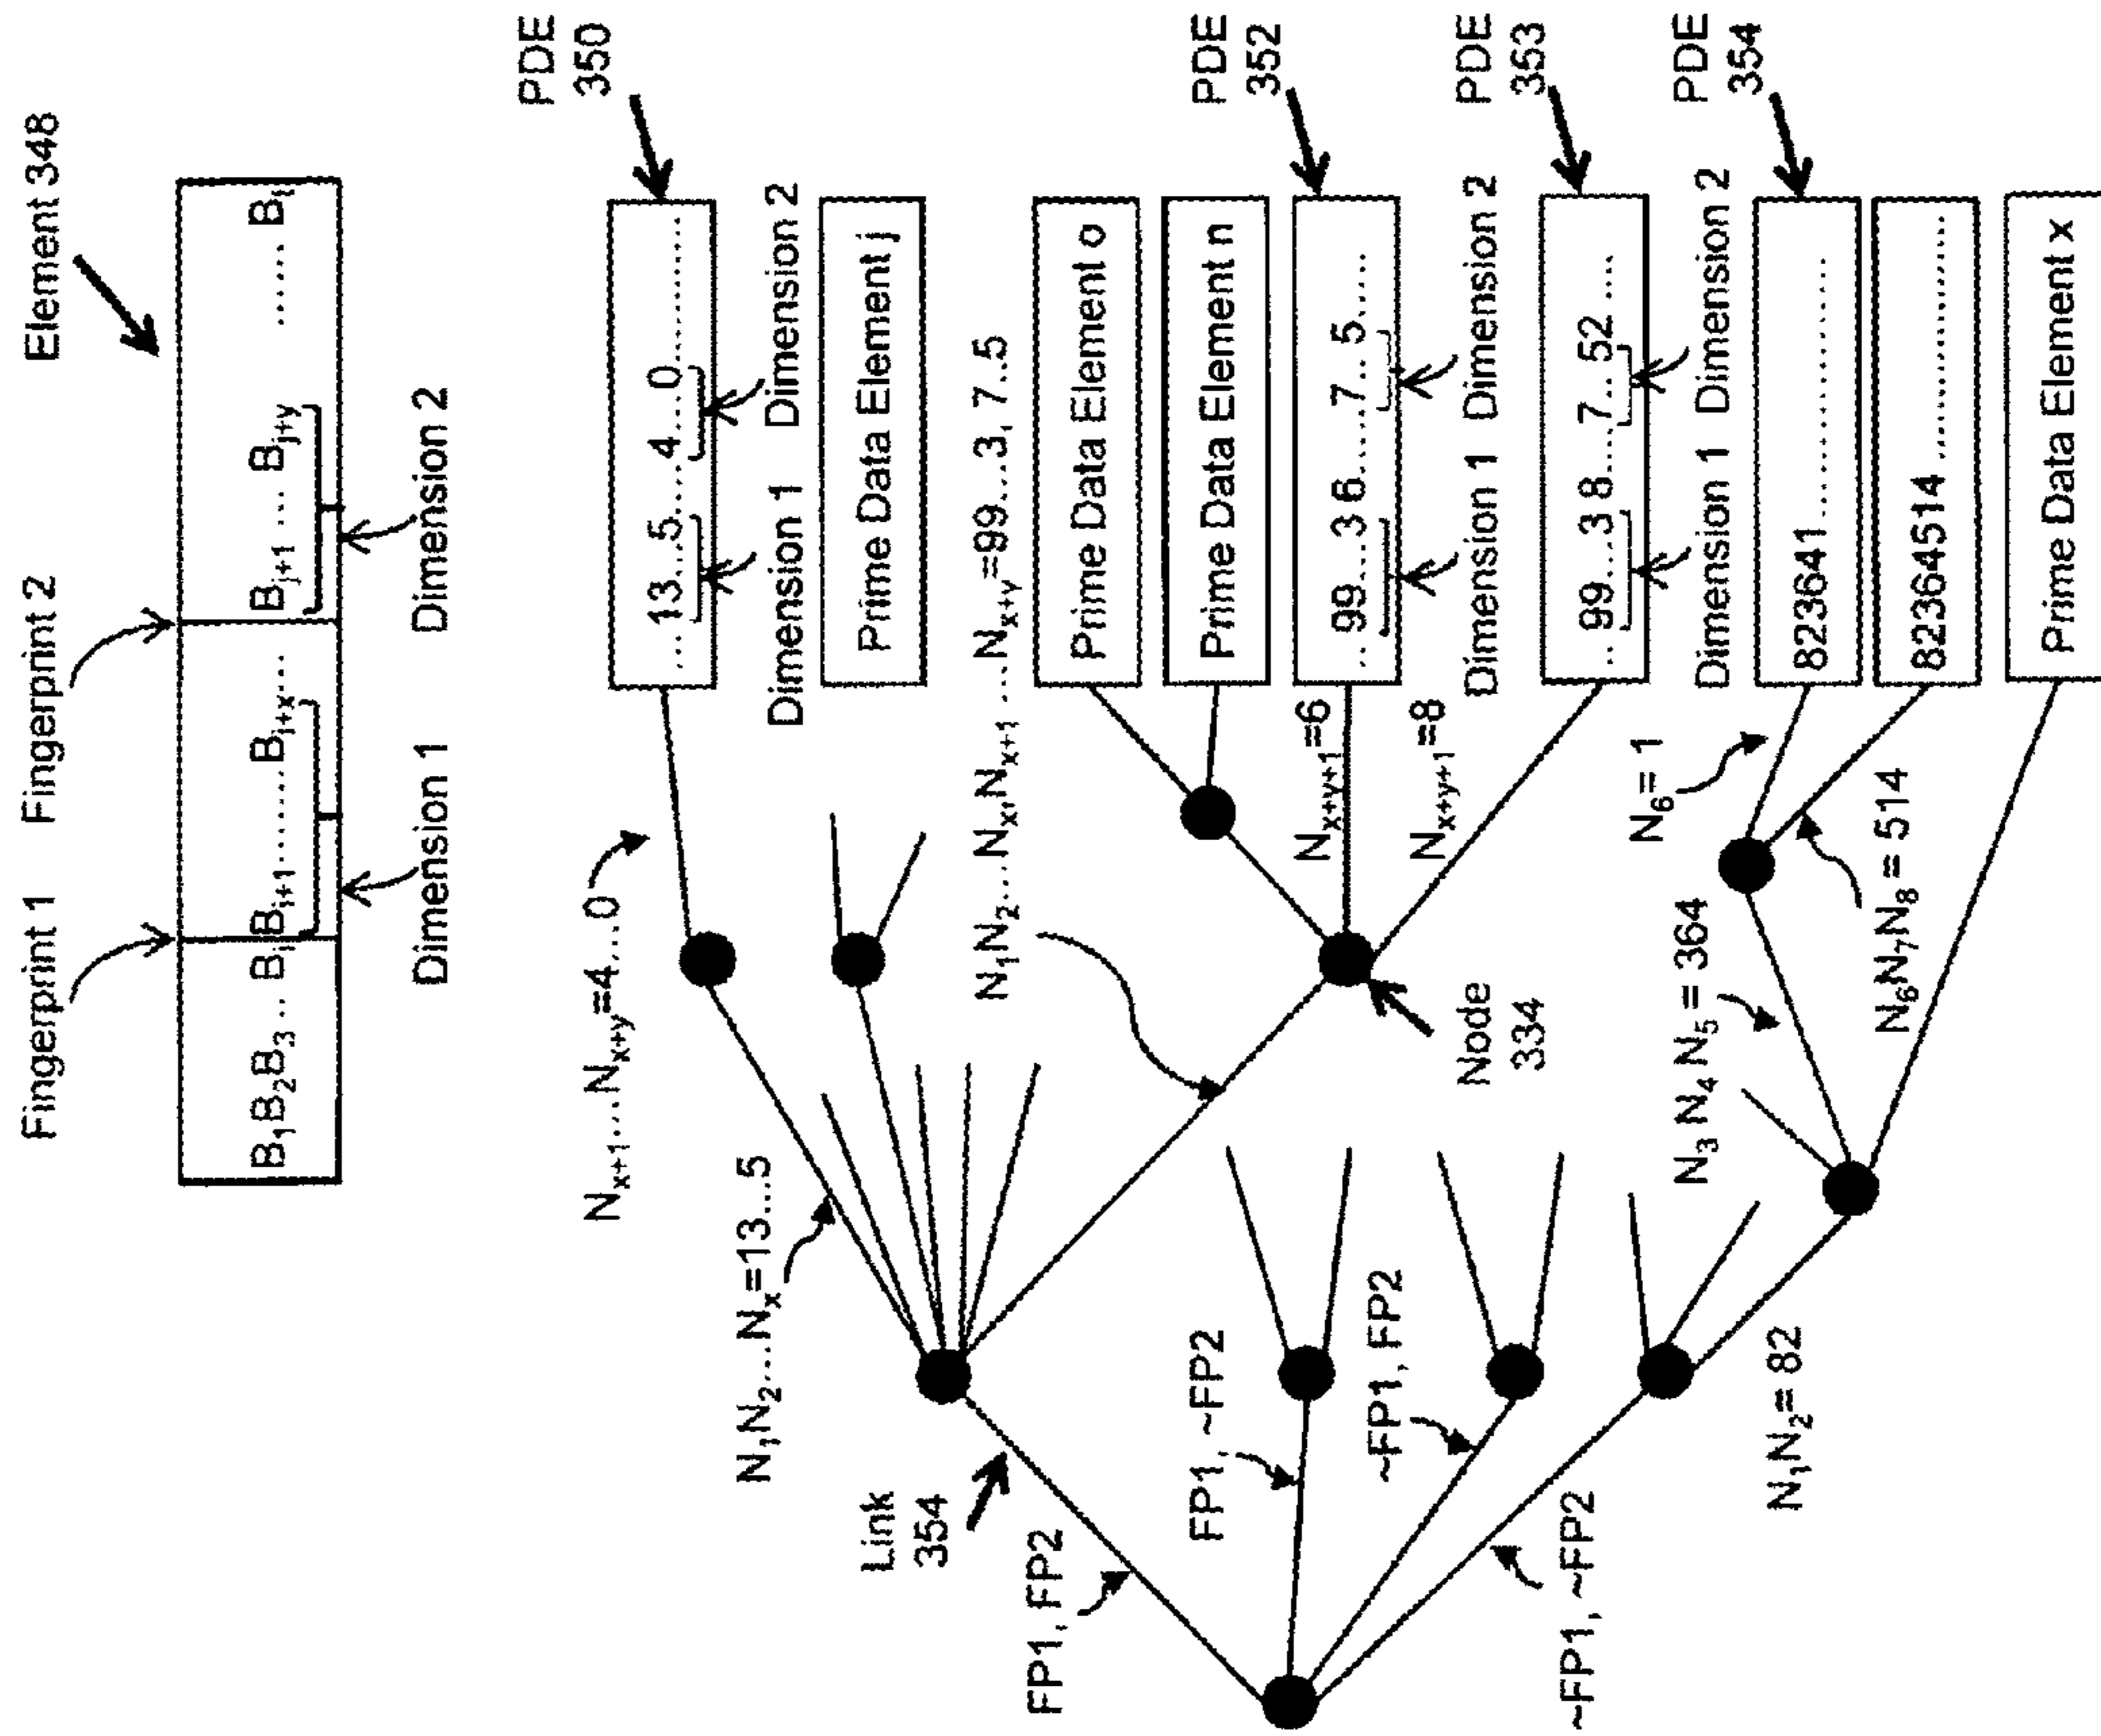 Element 348
Fingerprint 1 Fingerprint 2
B₁B₂B₃... Bᵢ Bᵢ₊₁.......Bᵢ₊ₓ... Bⱼ₊₁ ... Bⱼ₊y ..... Bₗ
Dimension 1 Dimension 2
PDE
350
.... 13...5.... 4....0...........
Dimension 1 Dimension 2
Nₓ₊₁...Nₓ₊y=4....0
N₁N₂...Nₓ=13...5
Prime Data Element j
Link
354
FP1, FP2
N₁N₂....Nₓ,Nₓ₊₁ ...Nₓ₊y=99...3, 7..5
Prime Data Element o
Prime Data Element n
PDE
352
.. 99...3 6......7... 5.....
Nₓ₊y₊₁=6
Dimension 1 Dimension 2
FP1, ~FP2
~FP1, FP2
Nₓ₊y₊₁=8
Node
334
PDE
353
.. 99...3 8....7.. 52 ...
Dimension 1 Dimension 2
~FP1, ~FP2
N₆= 1
PDE
354
823641..................
N₃ N₄ N₅ = 364
N₁N₂= 82
82364514 ..................
N₆N₇N₈ = 514
Prime Data Element x